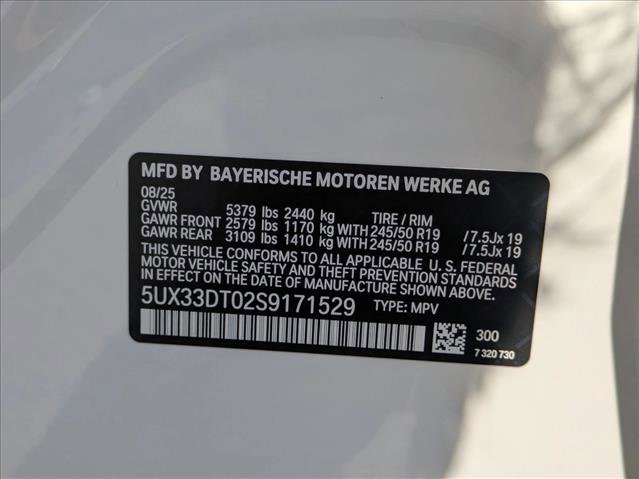 MFD BY BAYERISCHE MOTOREN WERKE AG
08/25
GVWR 5379 lbs 2440 kg TIRE / RIM
GAWR FRONT 2579 lbs 1170 kg WITH 245/50 R19 /7.5Jx 19
GAWR REAR 3109 lbs 1410 kg WITH 245/50 R19 /7.5Jx 19
THIS VEHICLE CONFORMS TO ALL APPLICABLE U.S. FEDERAL
MOTOR VEHICLE SAFETY, BUMPER, AND THEFT PREVENTION STANDARDS
IN EFFECT ON THE DATE OF MANUFACTURE SHOWN ABOVE.
5UX33DT02S9171529 TYPE: MPV
300
7 320 730